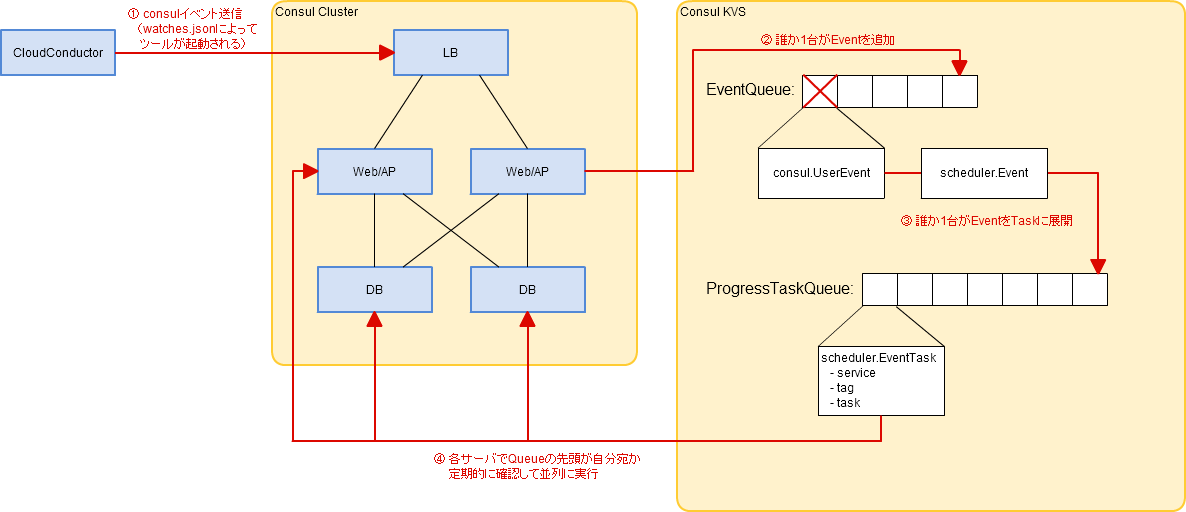 ① consulイベント送信
（watches.jsonによって
ツールが起動される）
CloudConductor
Consul Cluster
LB
Web/AP
Web/AP
DB
DB
Consul KVS
② 誰か1台がEventを追加
EventQueue:
consul.UserEvent
scheduler.Event
③ 誰か1台がEventをTaskに展開
ProgressTaskQueue:
scheduler.EventTask
- service
- tag
- task
④ 各サーバでQueueの先頭が自分宛か
定期的に確認して並列に実行